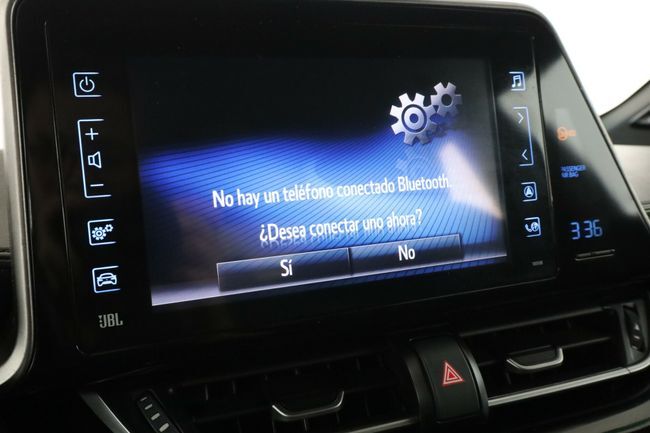 No hay un teléfono conectado Bluetooth.
¿Desea conectar uno ahora?
Sí
No
PASSENGER
AIR BAG
3:36
JBL